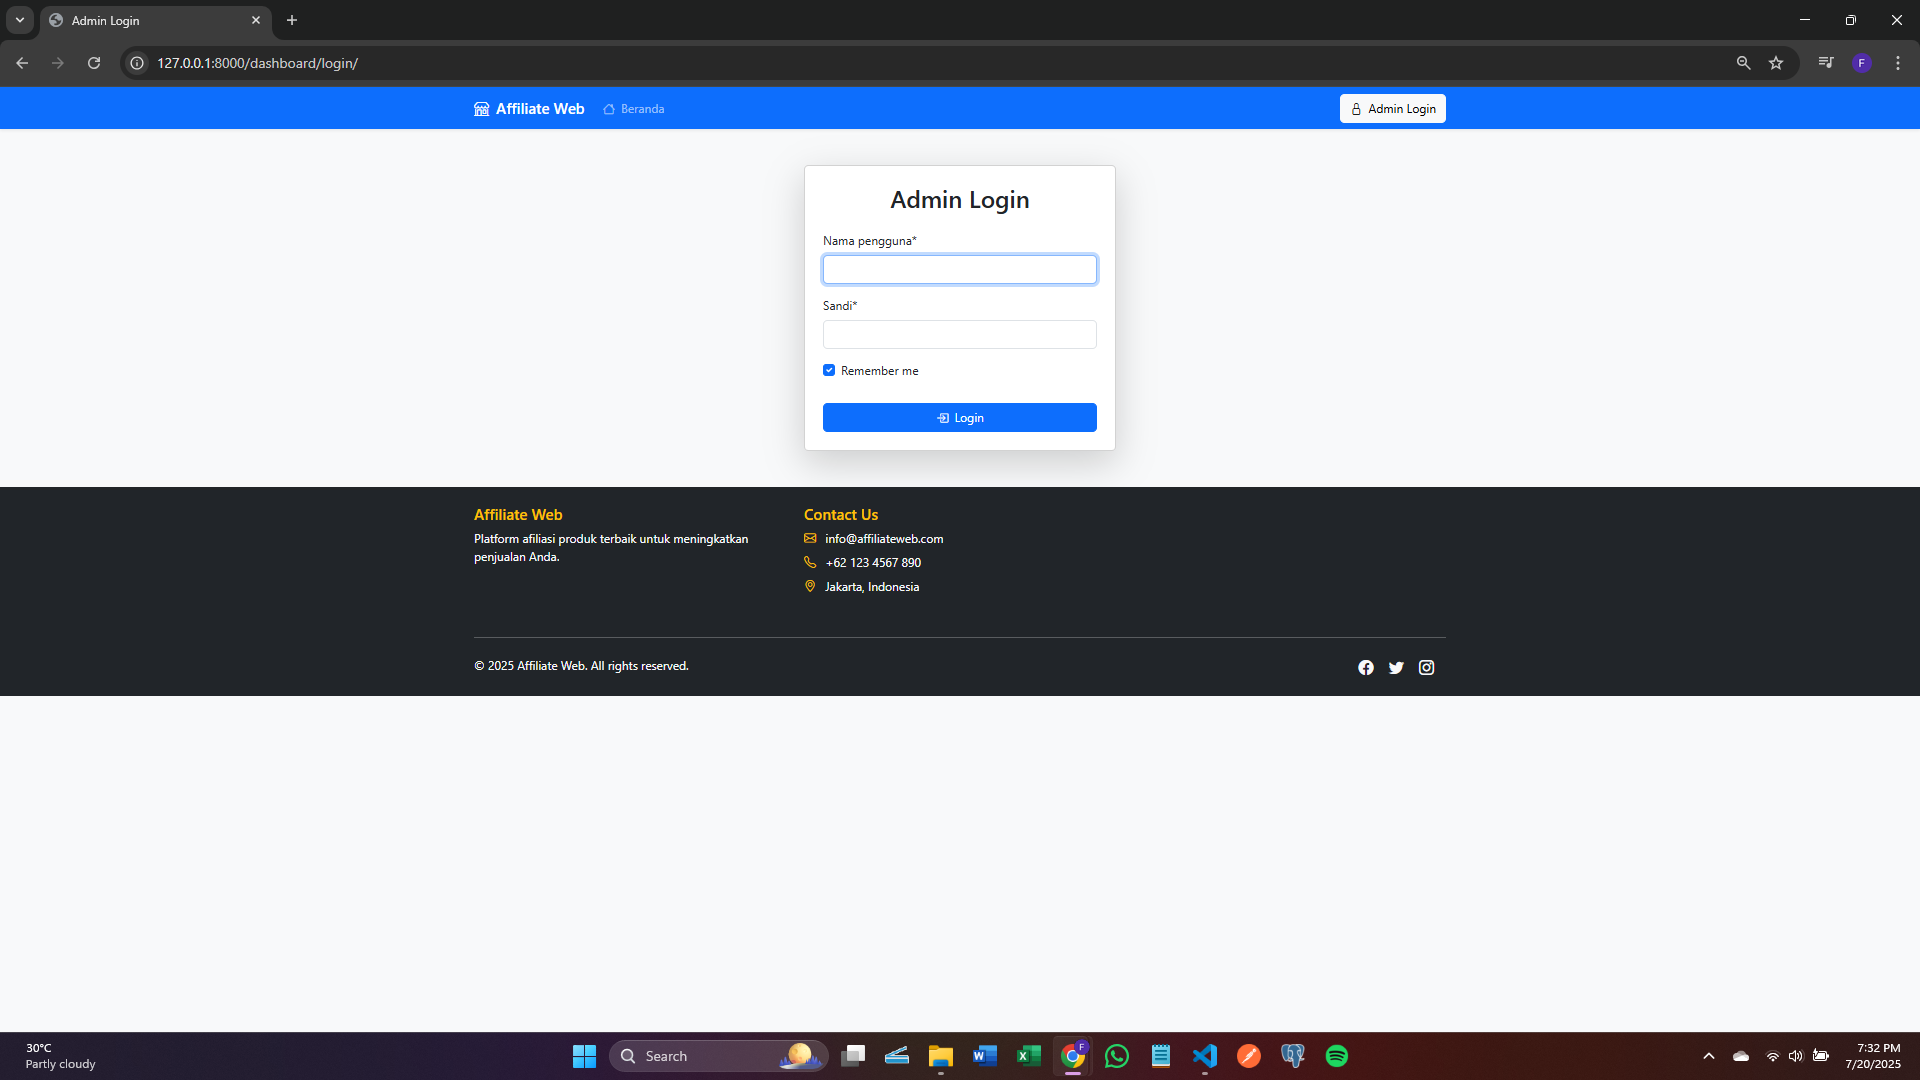 Admin Login
127.0.0.1:8000/dashboard/login/
F
Affiliate Web
Beranda
Admin Login
Admin Login
Nama pengguna*
Sandi*
Remember me
Login
Affiliate Web
Platform afiliasi produk terbaik untuk meningkatkan
penjualan Anda.
Contact Us
info@affiliateweb.com
+62 123 4567 890
Jakarta, Indonesia
© 2025 Affiliate Web. All rights reserved.
30°C
Partly cloudy
Search
F
7:32 PM
7/20/2025